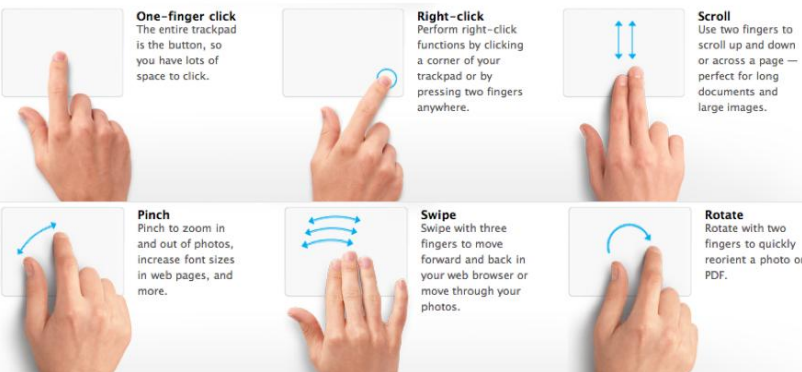 One-finger click
The entire trackpad
is the button, so
you have lots of
space to click.
Right-click
Perform right-click
functions by clicking
a corner of your
trackpad or by
pressing two fingers
anywhere.
Scroll
Use two fingers to
scroll up and down
or across a page —
perfect for long
documents and
large images.
Pinch
Pinch to zoom in
and out of photos,
increase font sizes
in web pages, and
more.
Swipe
Swipe with three
fingers to move
forward and back in
your web browser or
move through your
photos.
Rotate
Rotate with two
fingers to quickly
reorient a photo or
PDF.